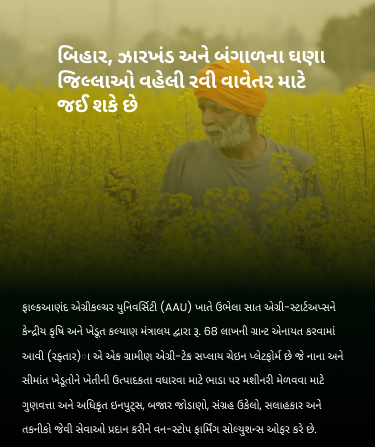 બિહાર, ઝારખંડ અને બંગાળના ઘણા
જિલ્લાઓ વહેલી રવી વાવેતર માટે
જઈ શકે છે
ફાલ્કઆણંદ એગ્રીકલ્ચર યુનિવર્સિટી (AAU) ખાતે ઉભેલા સાત એગ્રી-સ્ટાર્ટઅપ્સને
કેન્દ્રીય કૃષિ અને ખેડૂત કલ્યાણ મંત્રાલય દ્વારા રૂ. 68 લાખની ગ્રાન્ટ એનાયત કરવામાં
આવી (રફ્તાર)ા એ એક ગ્રામીણ એગ્રી-ટેક સપ્લાય ચેઇન પ્લેટફોર્મ છે જે નાના અને
સીમાંત ખેડૂતોને ખેતીની ઉત્પાદકતા વધારવા માટે ભાડા પર મશીનરી મેળવવા માટે
ગુણવત્તા અને અધિકૃત ઇનપુટ્સ, બજાર જોડાણો, સંગ્રહ ઉકેલો, સલાહકાર અને
તકનીકો જેવી સેવાઓ પ્રદાન કરીને વન-સ્ટોપ ફાર્મિંગ સોલ્યુશન્સ ઓફર કરે છે.